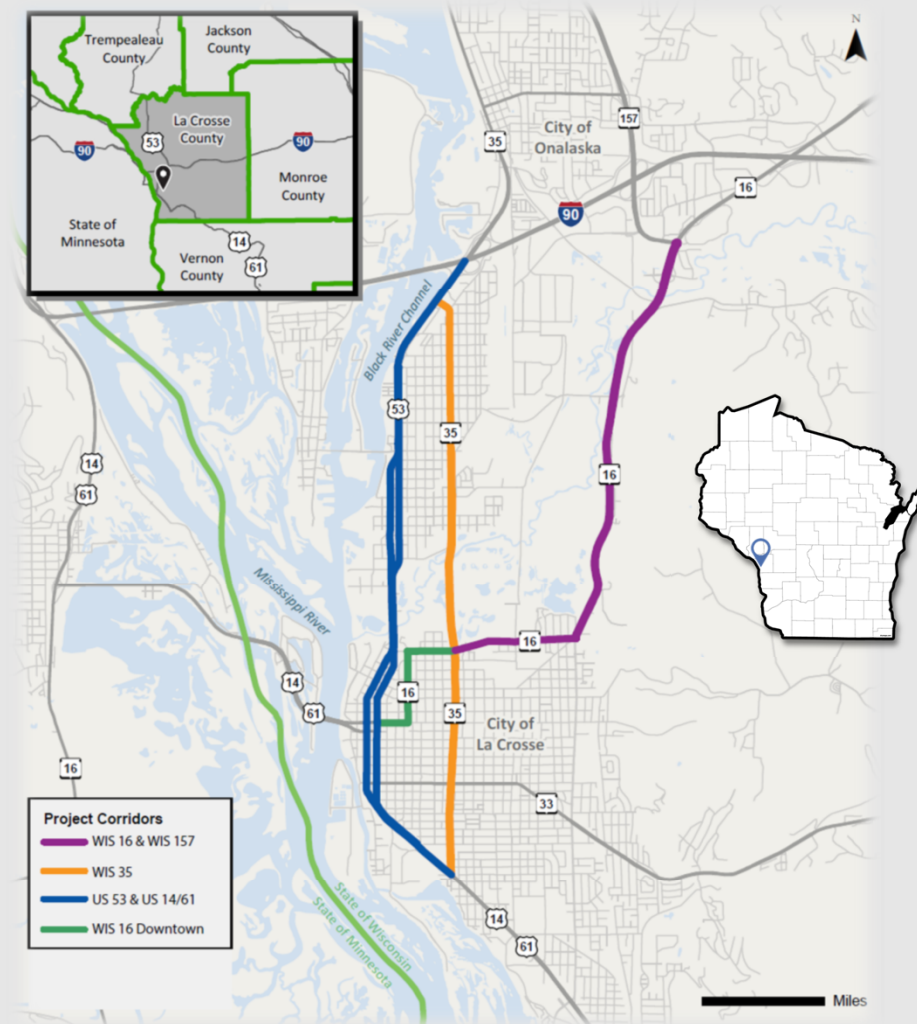 Trempealeau
County
Jackson
County
La Crosse
County
53
90
90
Monroe
County
State of
Minnesota
14
Vernon
County
61
N
157
35
City of
Onalaska
16
90
Black River Channel
53
35
14
61
16
Mississippi River
16
14
16
61
35
City of
La Crosse
16
33
Project Corridors
WIS 16 & WIS 157
WIS 35
US 53 & US 14/61
WIS 16 Downtown
State of Wisconsin
State of Minnesota
14
61
Miles